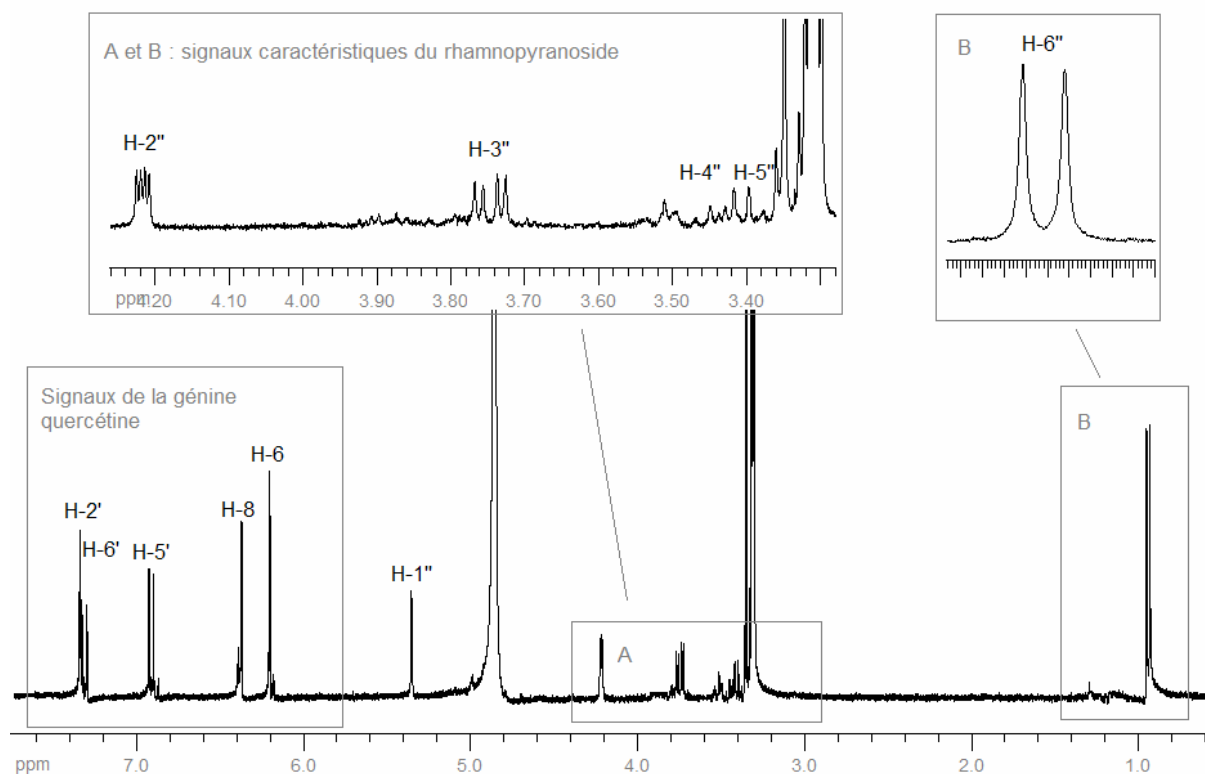 A et B : signaux caractéristiques du rhamnopyranoside
H-2"
H-3"
H-4"
H-5"
ppm
4.20
4.10
4.00
3.90
3.80
3.70
3.60
3.50
3.40
B
H-6"
Signaux de la génine
quercétine
H-2'
H-6'
H-5'
H-8
H-6
H-1"
A
B
ppm
7.0
6.0
5.0
4.0
3.0
2.0
1.0